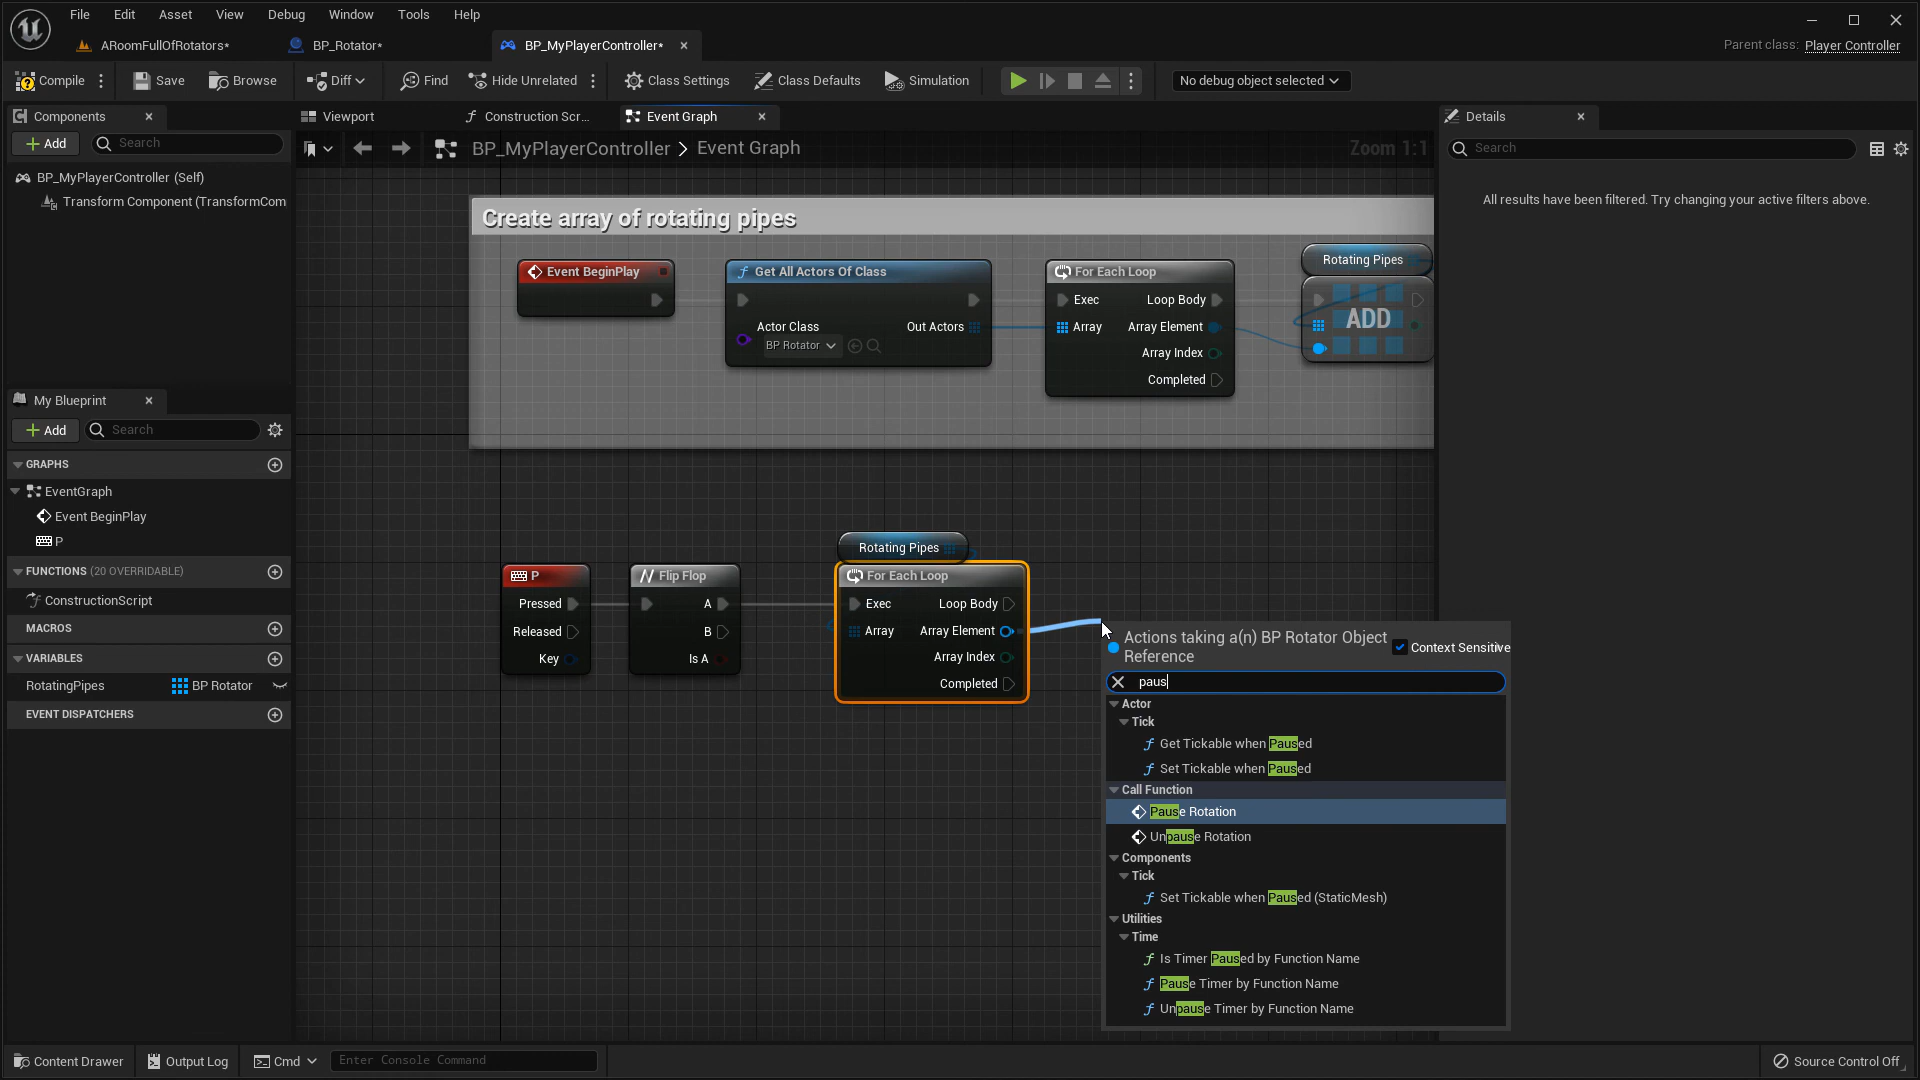 File Edit Asset View Debug Window Tools Help
ARoomFullOfRotators* BP_Rotator* BP_MyPlayerController* Parent class: Player Controller
Compile Save Browse Diff Find Hide Unrelated Class Settings Class Defaults Simulation No debug object selected
Components Viewport Construction Scr... Event Graph Details
Add Search BP_MyPlayerController > Event Graph Zoom 1:1 Search
BP_MyPlayerController (Self)
Transform Component (TransformCom
All results have been filtered. Try changing your active filters above.
Create array of rotating pipes
Event BeginPlay
Get All Actors Of Class
Actor Class
BP Rotator
Out Actors
For Each Loop
Exec Loop Body
Array Array Element
Array Index
Completed
Rotating Pipes
ADD
My Blueprint
Add Search
GRAPHS
EventGraph
Event BeginPlay
P
FUNCTIONS (20 OVERRIDABLE)
ConstructionScript
MACROS
VARIABLES
RotatingPipes BP Rotator
EVENT DISPATCHERS
P
Pressed
Released
Key
Flip Flop
A
B
Is A
Rotating Pipes
For Each Loop
Exec Loop Body
Array Array Element
Array Index
Completed
Actions taking a(n) BP Rotator Object
Reference
Context Sensitive
paus
Actor
Tick
Get Tickable when Paused
Set Tickable when Paused
Call Function
Pause Rotation
Unpause Rotation
Components
Tick
Set Tickable when Paused (StaticMesh)
Utilities
Time
Is Timer Paused by Function Name
Pause Timer by Function Name
Unpause Timer by Function Name
Content Drawer Output Log Cmd Enter Console Command Source Control Off